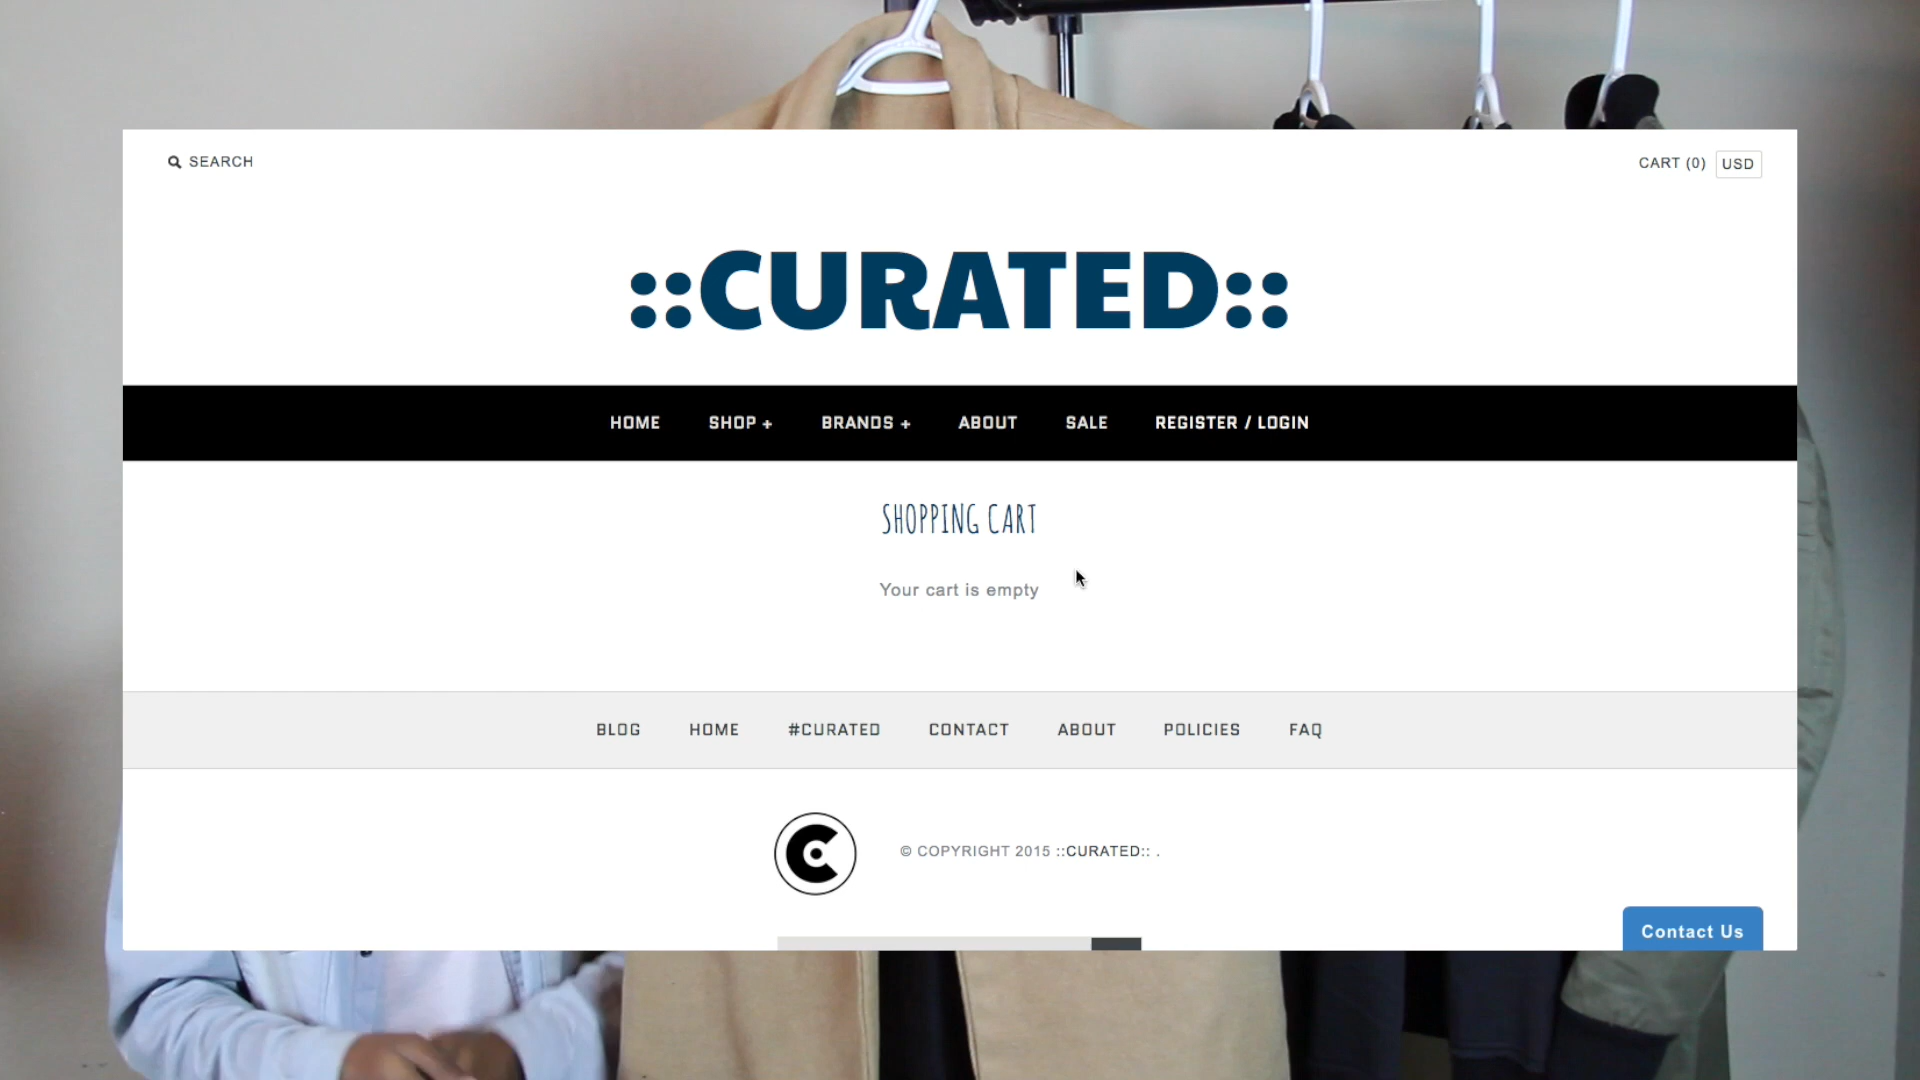 SEARCH
CART (0) USD
::CURATED::
HOME SHOP + BRANDS + ABOUT SALE REGISTER / LOGIN
SHOPPING CART
Your cart is empty
BLOG HOME #CURATED CONTACT ABOUT POLICIES FAQ
© COPYRIGHT 2015 ::CURATED:: .
Contact Us